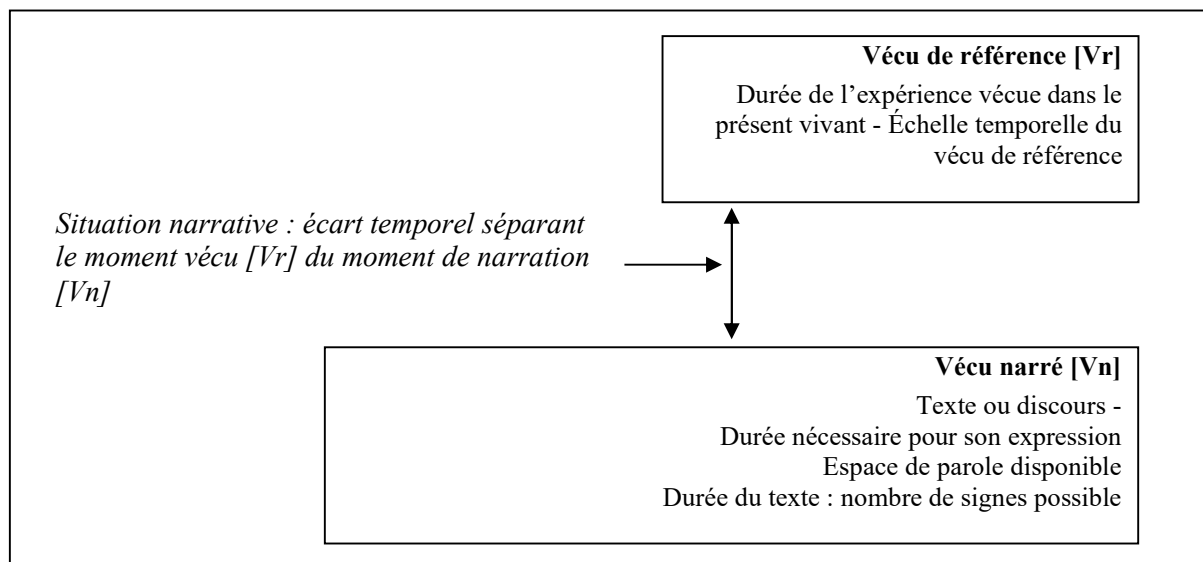 Vécu de référence [Vr]
Durée de l’expérience vécue dans le
présent vivant - Échelle temporelle du
vécu de référence
Situation narrative : écart temporel séparant
le moment vécu [Vr] du moment de narration
[Vn]
Vécu narré [Vn]
Texte ou discours -
Durée nécessaire pour son expression
Espace de parole disponible
Durée du texte : nombre de signes possible